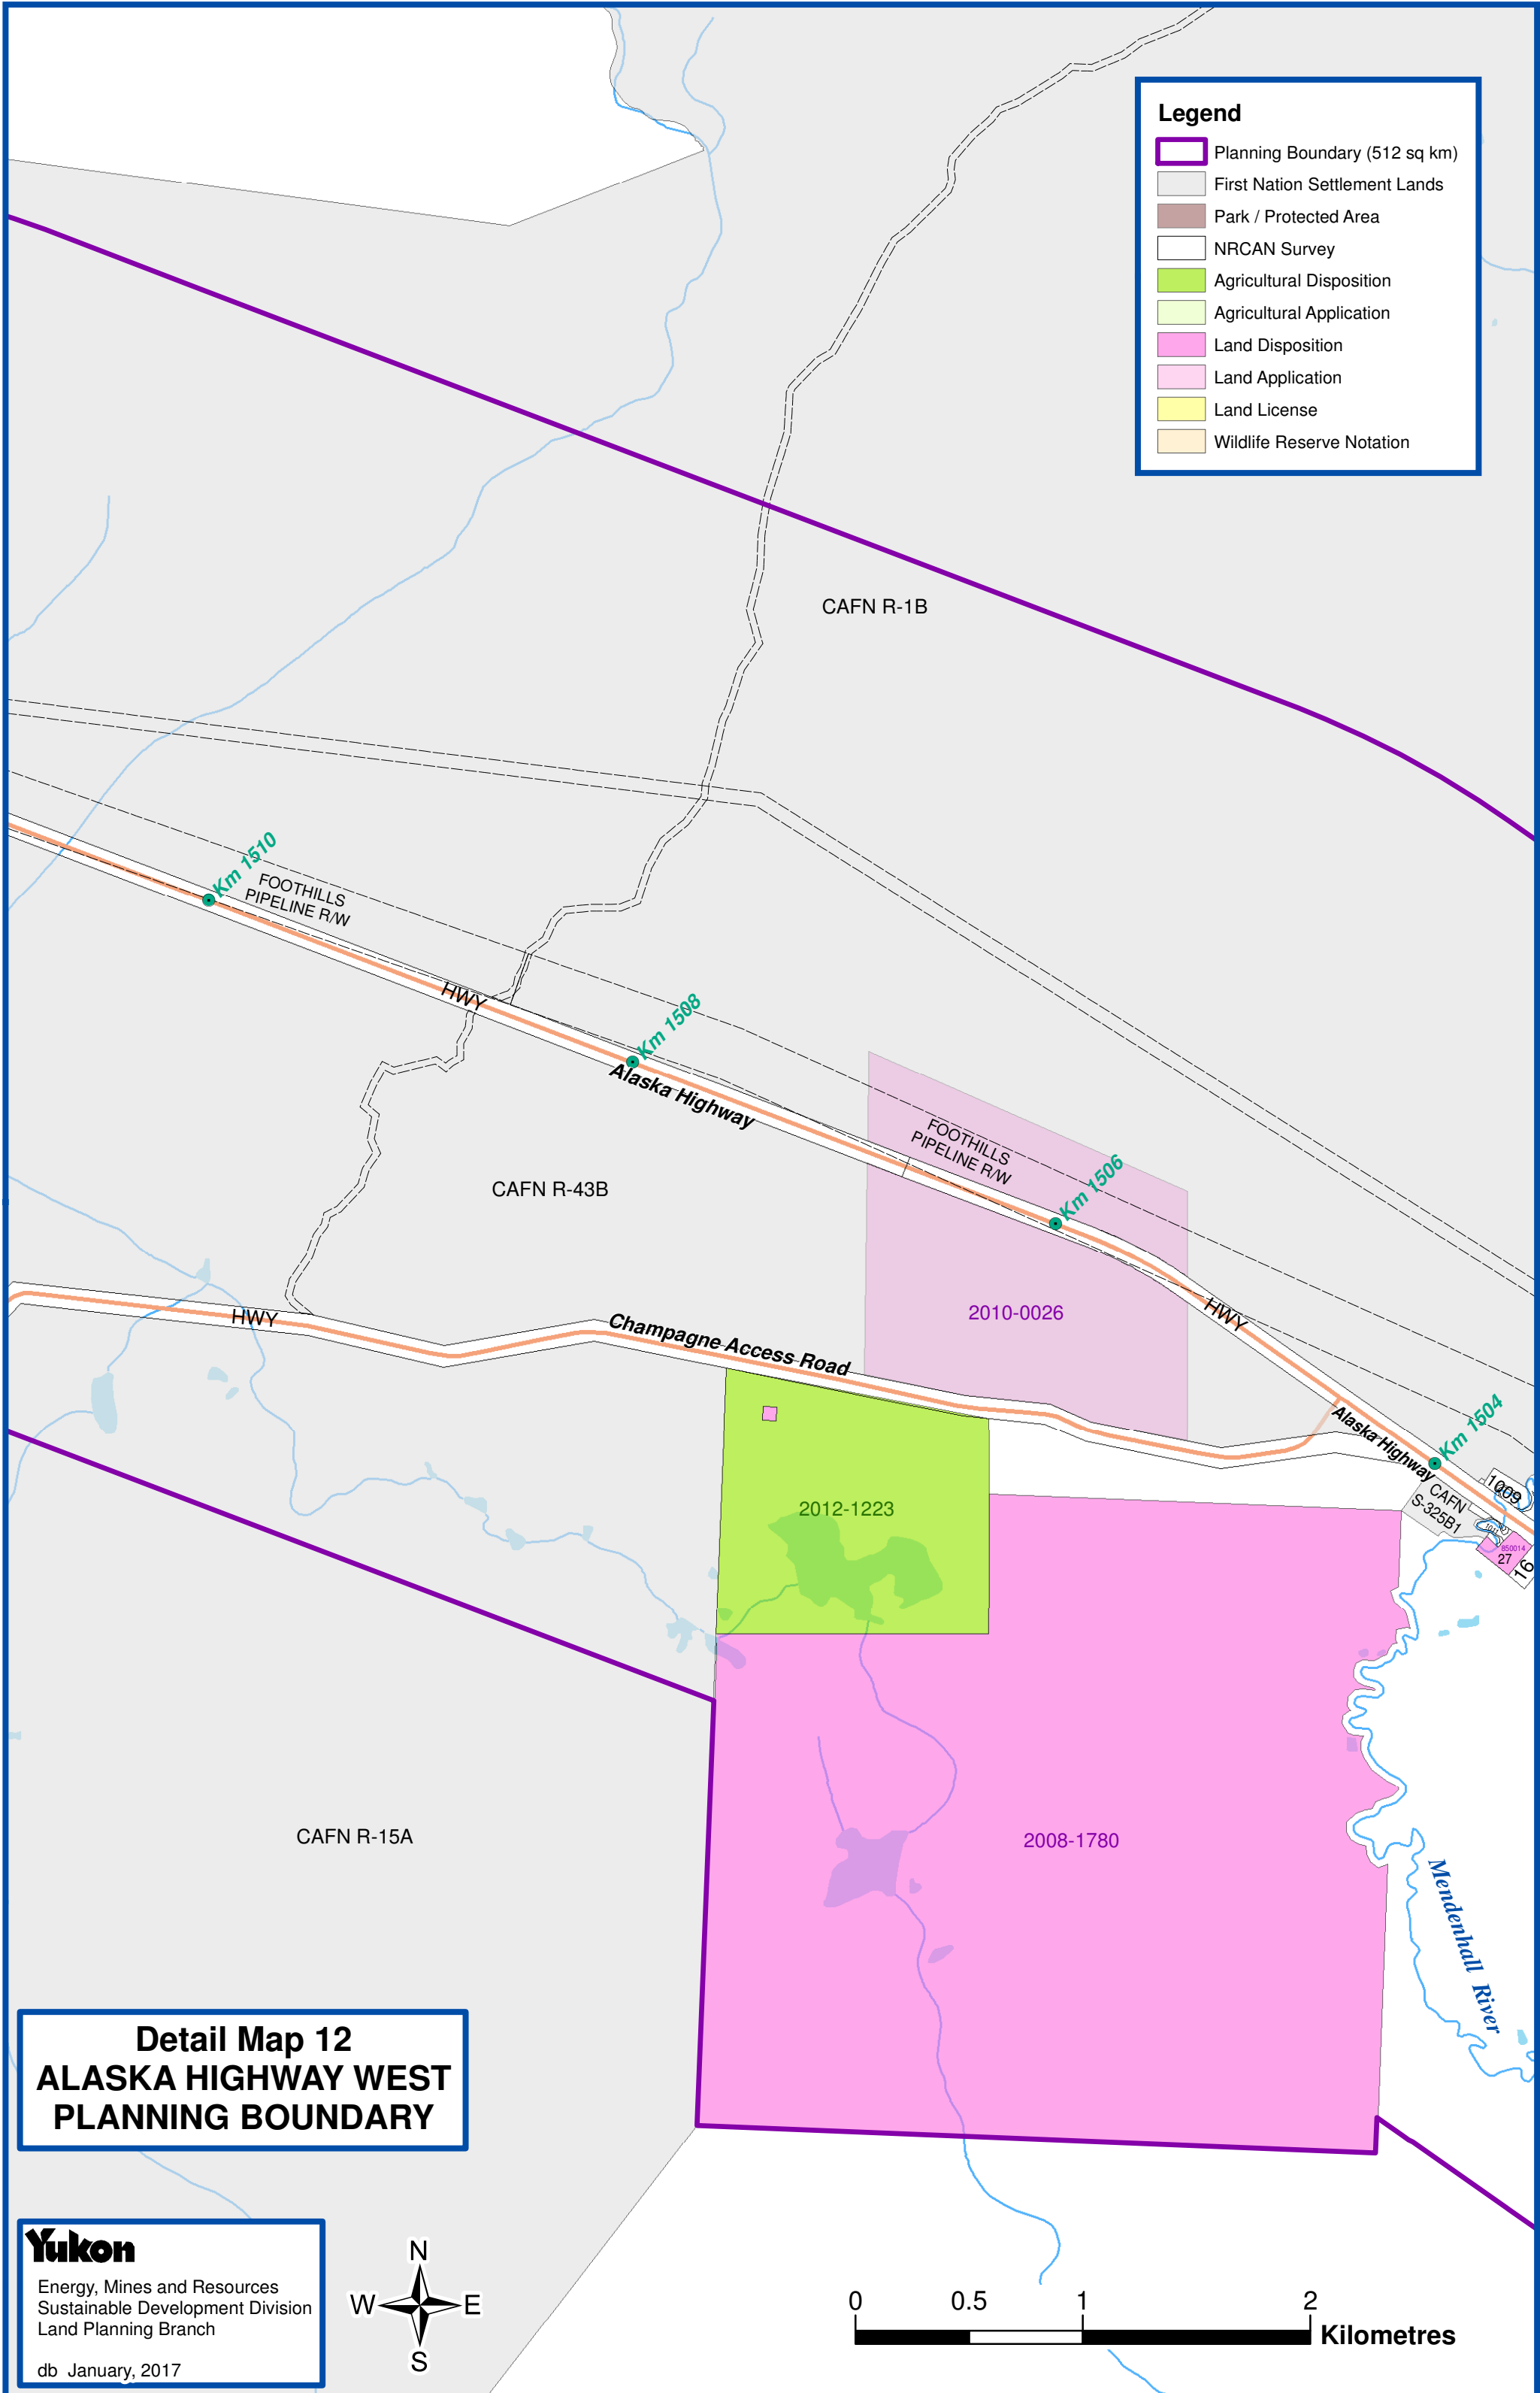 Legend
Planning Boundary (512 sq km)
First Nation Settlement Lands
Park / Protected Area
NRCAN Survey
Agricultural Disposition
Agricultural Application
Land Disposition
Land Application
Land License
Wildlife Reserve Notation
CAFN R-1B
Km 1510
FOOTHILLS
PIPELINE R/W
HWY
Km 1508
Alaska Highway
FOOTHILLS
PIPELINE R/W
Km 1506
CAFN R-43B
2010-0026
HWY
HWY
Champagne Access Road
Alaska Highway
Km 1504
1009
CAFN
S-325B1
850014
27
16
2012-1223
CAFN R-15A
2008-1780
Mendenhall River
Detail Map 12
ALASKA HIGHWAY WEST
PLANNING BOUNDARY
Yukon
Energy, Mines and Resources
Sustainable Development Division
Land Planning Branch
db January, 2017
N
W E
S
0 0.5 1 2
Kilometres